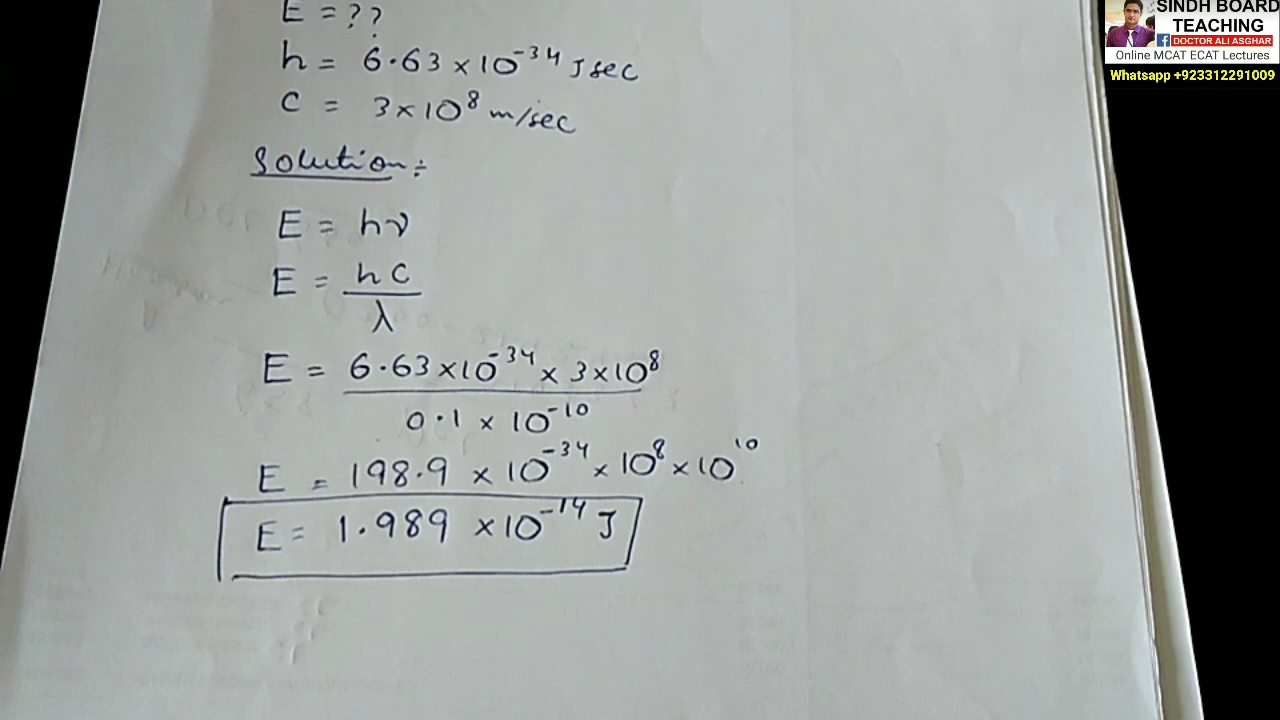 E = ??
h = 6.63 × 10⁻³⁴ J sec
C = 3×10⁸ m/sec
Solution:
E = hν
E = hC
λ
E = 6.63×10⁻³⁴ × 3×10⁸
0.1 × 10⁻¹⁰
E = 198.9 × 10⁻³⁴ × 10⁸ × 10¹⁰
E = 1.989 ×10⁻¹⁴ J
SINDH BOARD
TEACHING
f DOCTOR ALI ASGHAR
Online MCAT ECAT Lectures
Whatsapp +923312291009